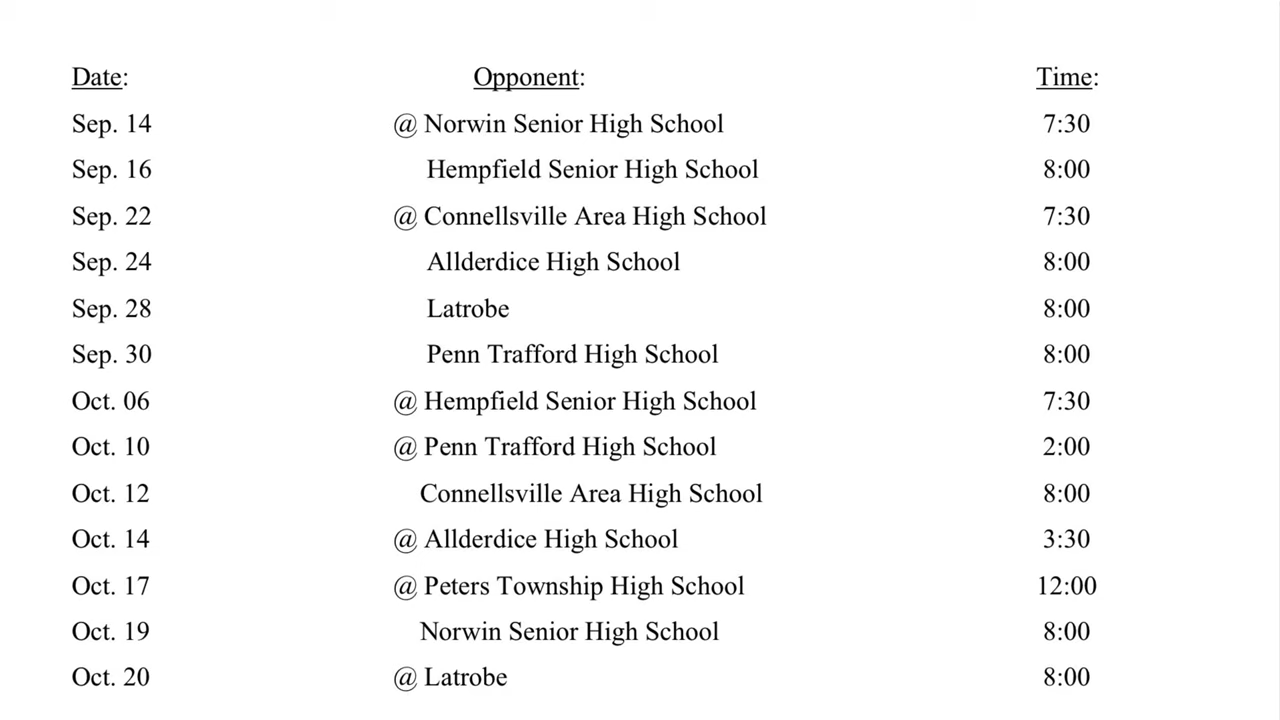 Date: Opponent: Time:
Sep. 14 @ Norwin Senior High School 7:30
Sep. 16 Hempfield Senior High School 8:00
Sep. 22 @ Connellsville Area High School 7:30
Sep. 24 Allderdice High School 8:00
Sep. 28 Latrobe 8:00
Sep. 30 Penn Trafford High School 8:00
Oct. 06 @ Hempfield Senior High School 7:30
Oct. 10 @ Penn Trafford High School 2:00
Oct. 12 Connellsville Area High School 8:00
Oct. 14 @ Allderdice High School 3:30
Oct. 17 @ Peters Township High School 12:00
Oct. 19 Norwin Senior High School 8:00
Oct. 20 @ Latrobe 8:00